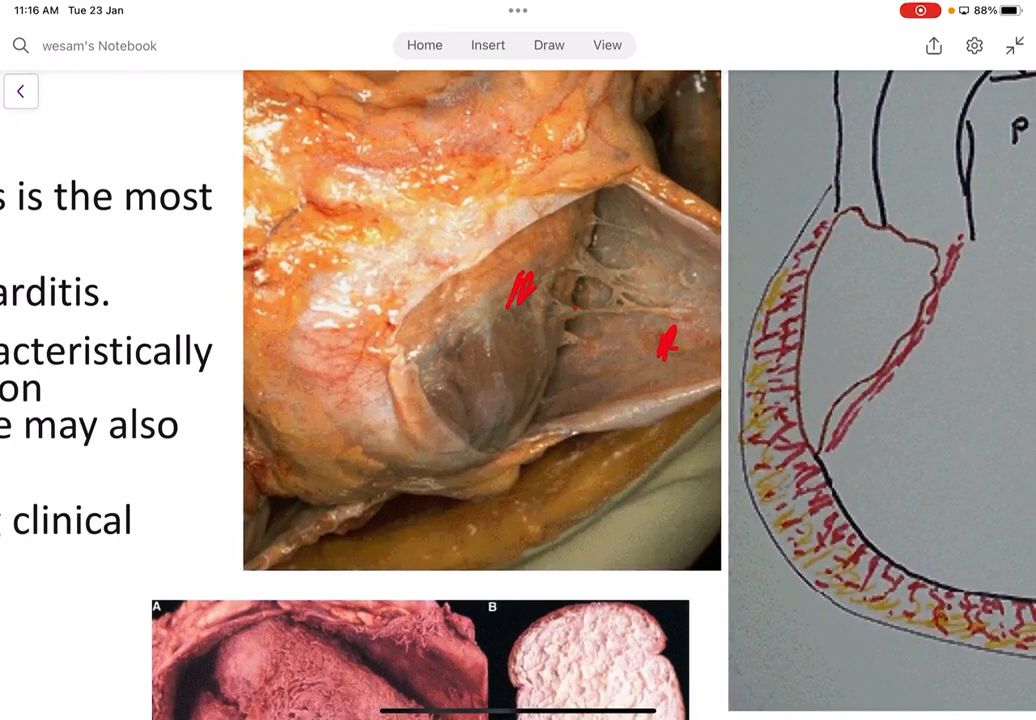 11:16 AM Tue 23 Jan
88%
wesam's Notebook
Home Insert Draw View
s is the most
arditis.
acteristically
on
e may also
clinical
P
A
B